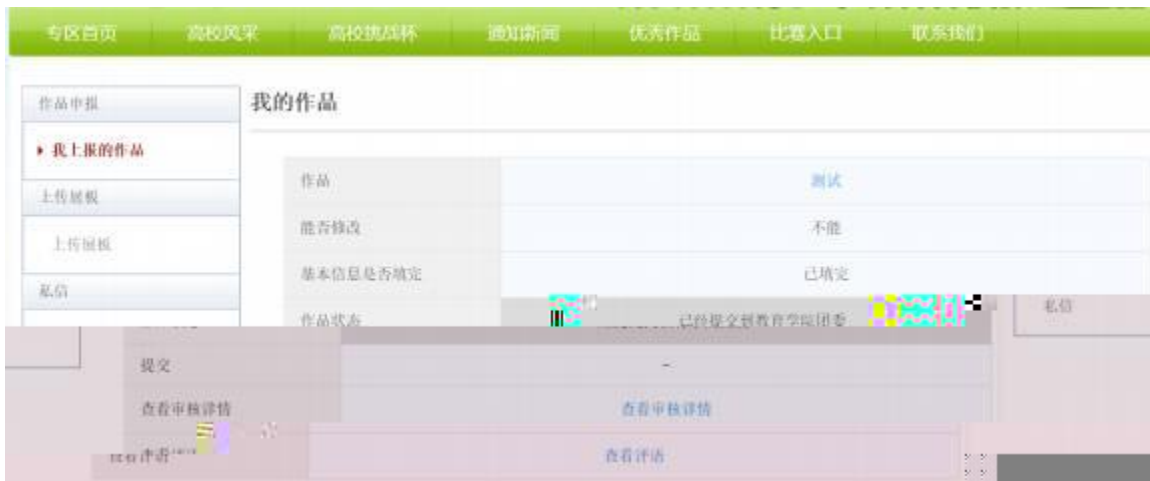 专区首页 高校风采 高校挑战杯 通知新闻 优秀作品 比赛入口 联系我们
作品申报
我的作品
我上报的作品
作品 测试
上传展板
能否修改 不能
上传展板
基本信息是否填完 已填完
私信
私信
作品状态 已经提交到教育学院团委
提交 -
查看审核详情 查看审核详情
查看评语 查看评语